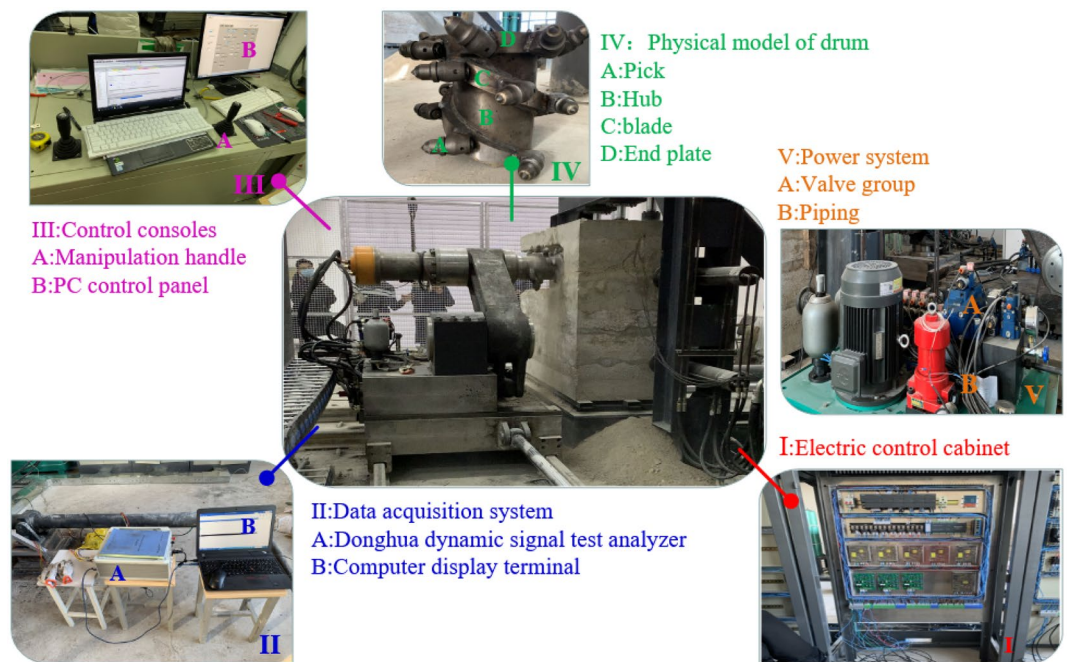 B
A
III
III:Control consoles
A:Manipulation handle
B:PC control panel
D
C
B
A
IV
IV：Physical model of drum
A:Pick
B:Hub
C:blade
D:End plate
V:Power system
A:Valve group
B:Piping
A
B
V
I:Electric control cabinet
I
B
A
II
II:Data acquisition system
A:Donghua dynamic signal test analyzer
B:Computer display terminal